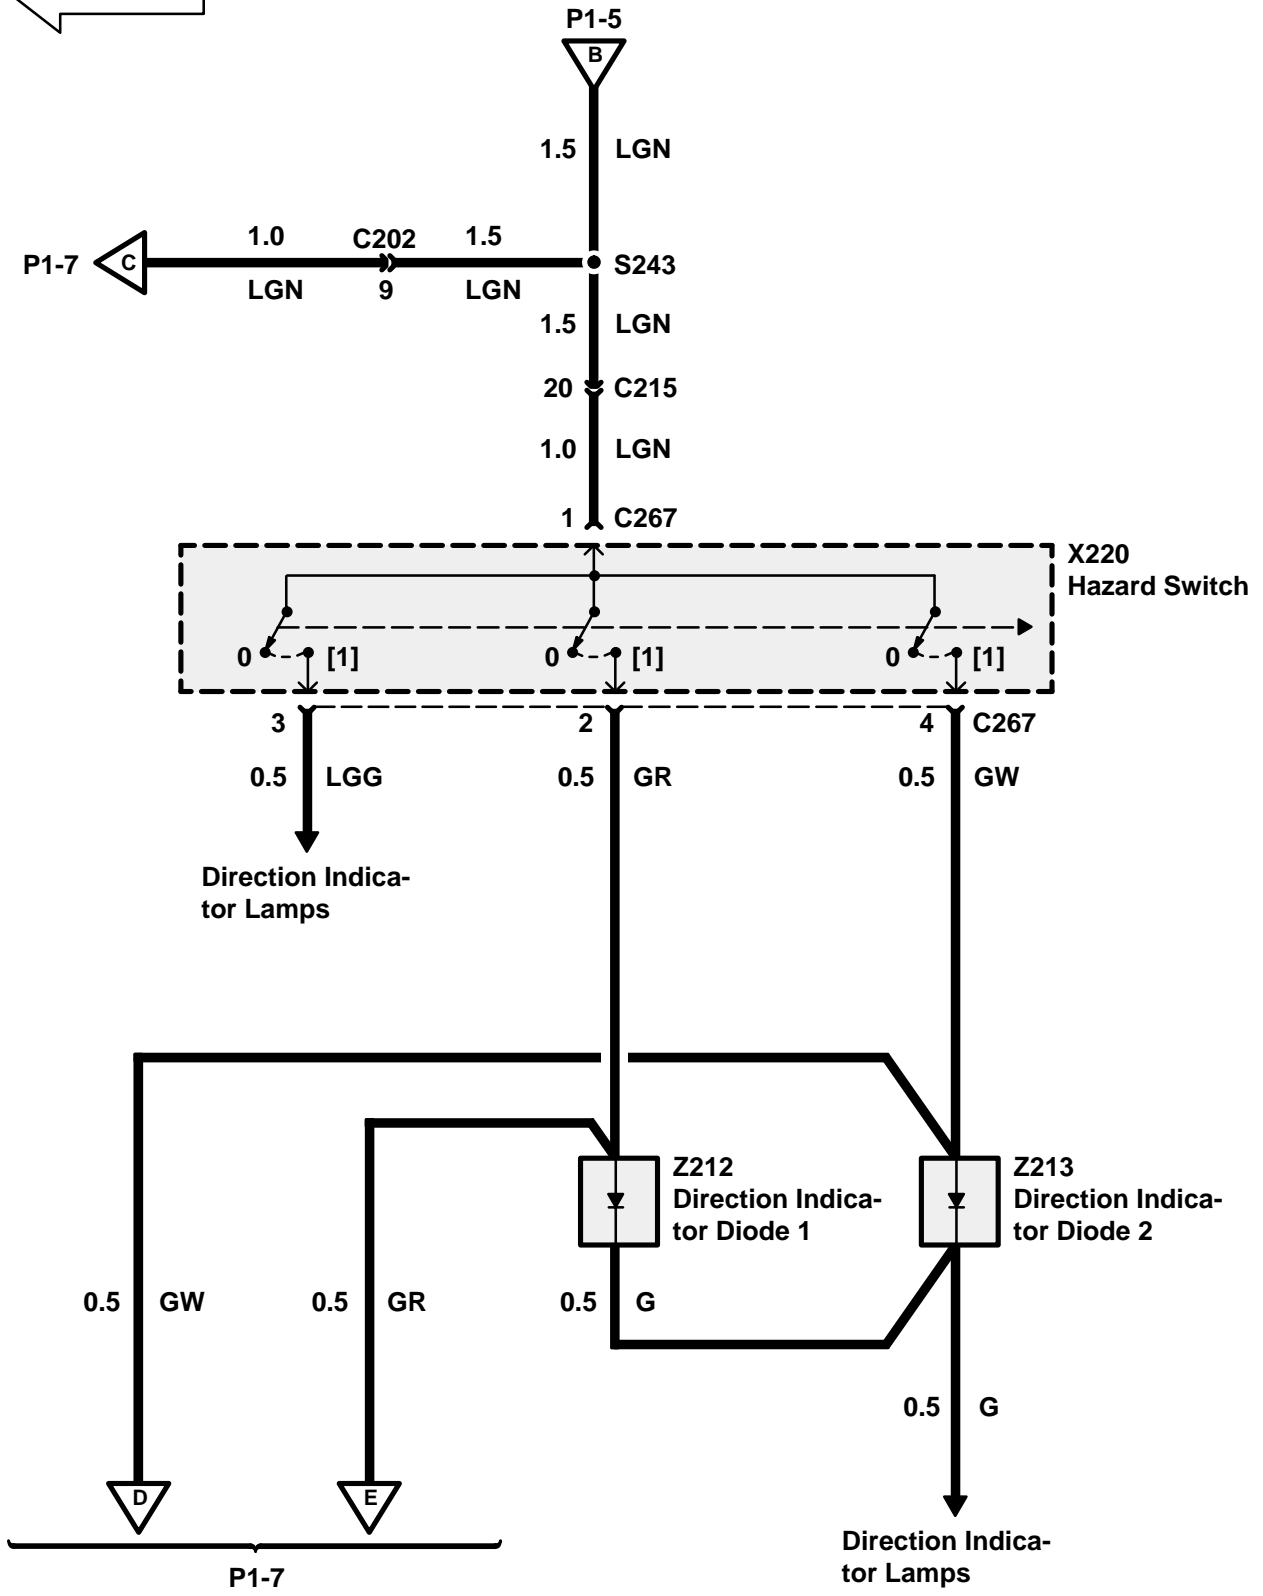 P1-5
B
1.5 LGN
1.0 C202 1.5
P1-7 C S243
LGN 9 LGN
1.5 LGN
20 C215
1.0 LGN
1 C267
X220
Hazard Switch
0 [1] 0 [1] 0 [1]
3 2 4 C267
0.5 LGG 0.5 GR 0.5 GW
Direction Indica-
tor Lamps
Z212
Direction Indica-
tor Diode 1
Z213
Direction Indica-
tor Diode 2
0.5 GW 0.5 GR 0.5 G
0.5 G
D E
P1-7
Direction Indica-
tor Lamps